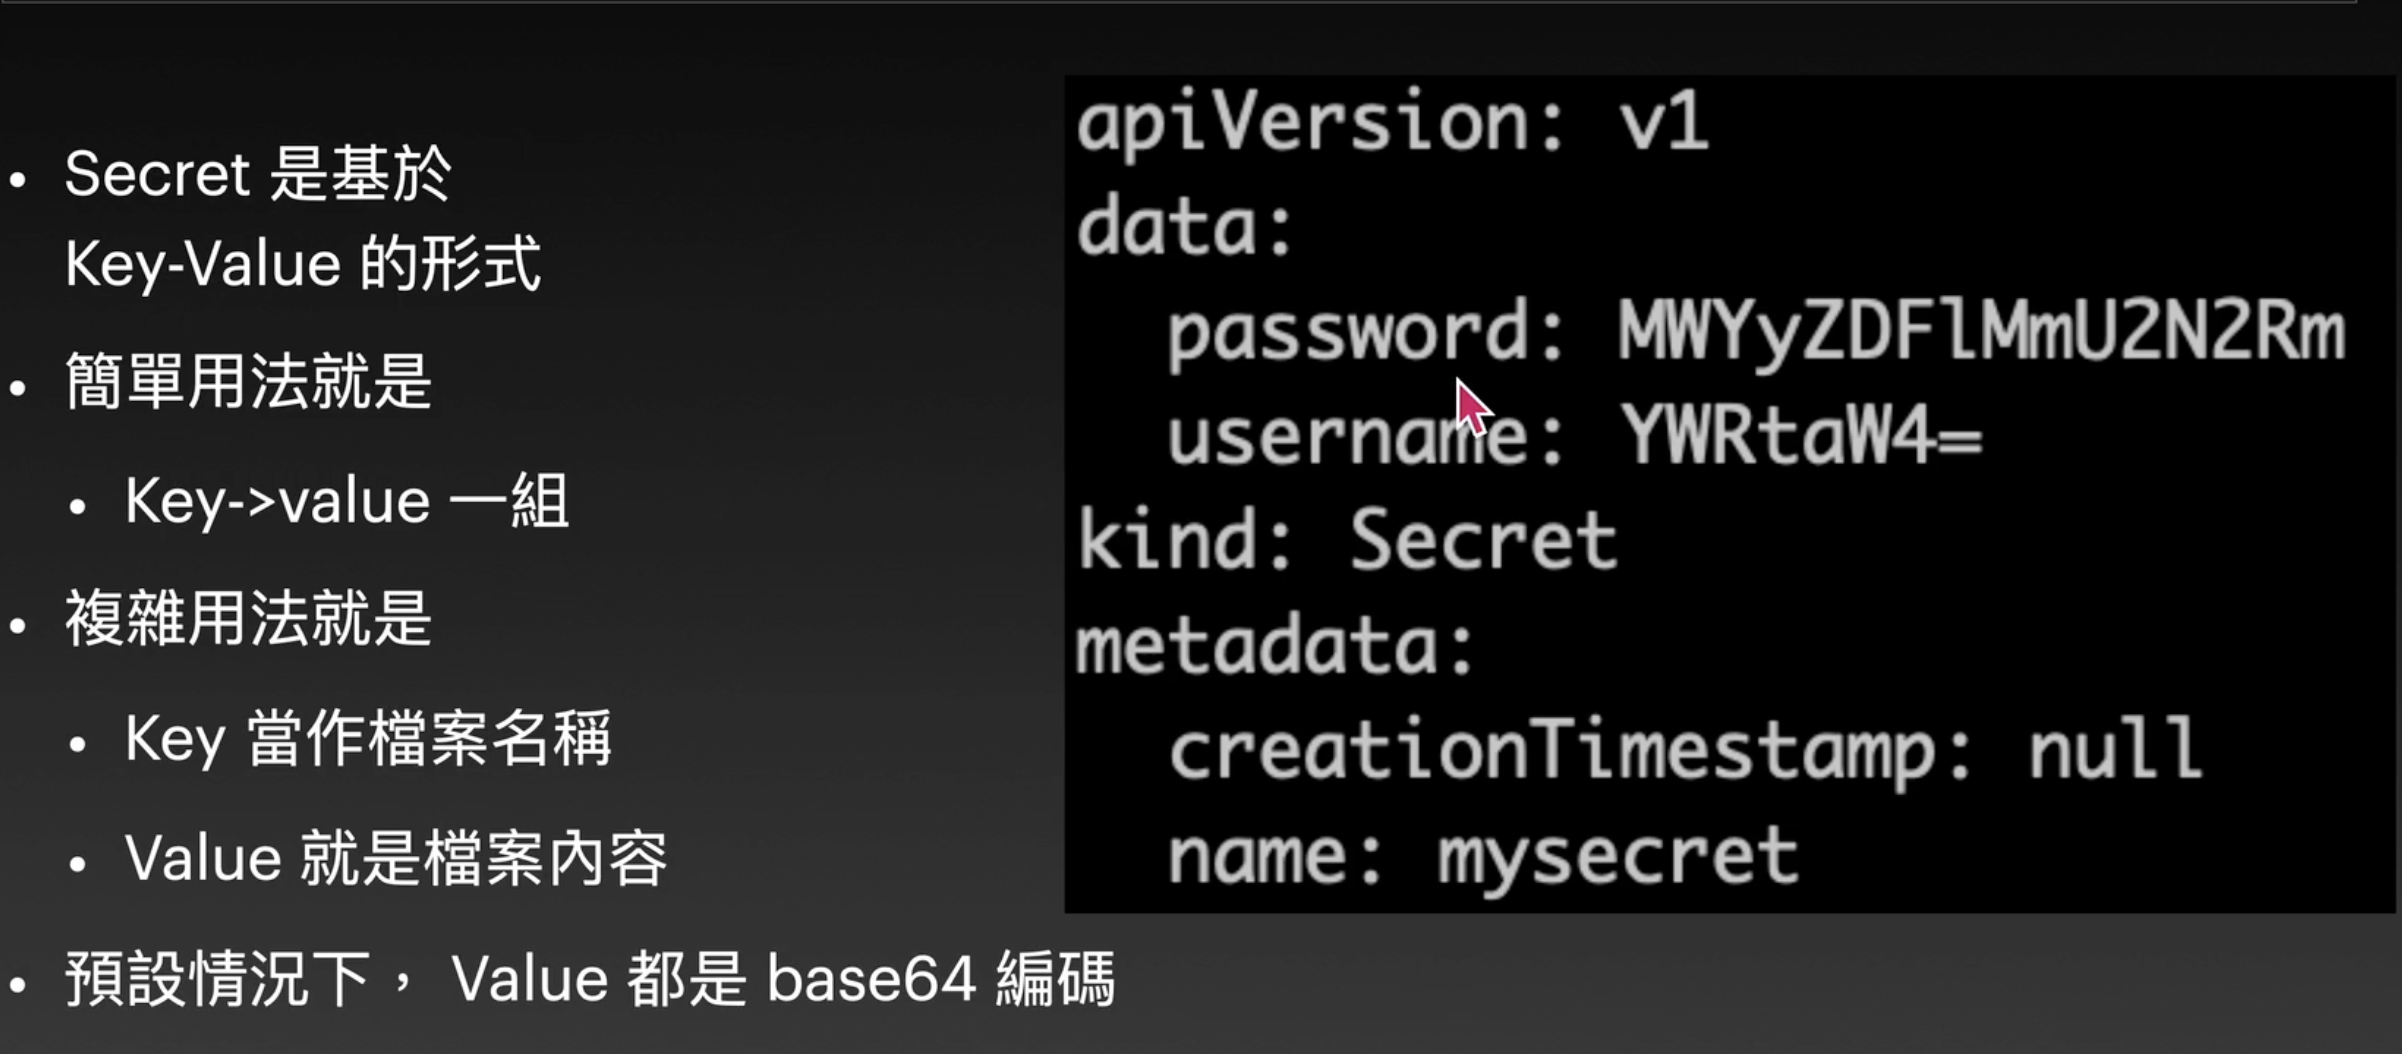 • Secret 是基於
Key-Value 的形式
• 簡單用法就是
• Key->value 一組
• 複雜用法就是
• Key 當作檔案名稱
• Value 就是檔案內容
• 預設情況下， Value 都是 base64 編碼
apiVersion: v1
data:
  password: MWYyZDFlMmU2N2Rm
  username: YWRtaW4=
kind: Secret
metadata:
  creationTimestamp: null
  name: mysecret